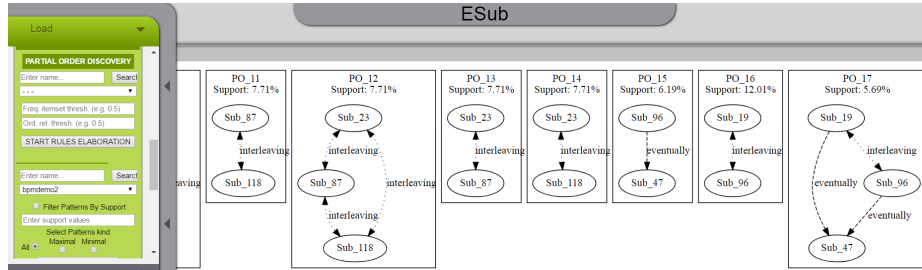 ESub
Load
PARTIAL ORDER DISCOVERY
Enter name... Search
- - -
Freq. itemset thresh. (e.g. 0.5)
Ord. rel. thresh. (e.g. 0.5)
START RULES ELABORATION
Enter name... Search
bpmdemo2
Filter Patterns By Support
Enter support values
Select Patterns kind
All Maximal Minimal
eaving
PO_11
Support: 7.71%
Sub_87
interleaving
Sub_118
PO_12
Support: 7.71%
Sub_23
interleaving
Sub_87
interleaving
interleaving
Sub_118
PO_13
Support: 7.71%
Sub_23
interleaving
Sub_87
PO_14
Support: 7.71%
Sub_23
interleaving
Sub_118
PO_15
Support: 6.19%
Sub_96
eventually
Sub_47
PO_16
Support: 12.01%
Sub_19
interleaving
Sub_96
PO_17
Support: 5.69%
Sub_19
interleaving
eventually
Sub_96
eventually
Sub_47